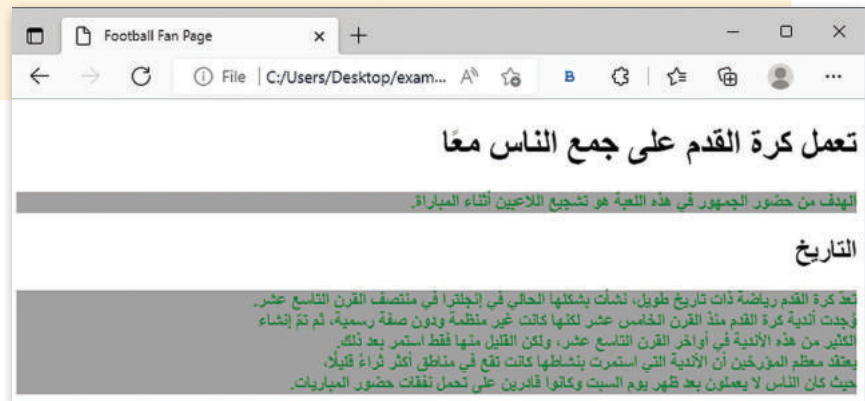 Football Fan Page
File C:/Users/Desktop/exam...
تعمل كرة القدم على جمع الناس معًا
الهدف من حضور الجمهور في هذه اللعبة هو تشجيع اللاعبين أثناء المباراة.
التاريخ
تعدّ كرة القدم رياضة ذات تاريخ طويل، نشأت بشكلها الحالي في إنجلترا في منتصف القرن التاسع عشر.
وُجدت أندية كرة القدم منذ القرن الخامس عشر لكنها كانت غير منظمة ودون صفة رسمية، ثم تمّ إنشاء
الكثير من هذه الأندية في أواخر القرن التاسع عشر، ولكن القليل منها فقط استمر بعد ذلك.
يعتقد معظم المؤرخين أن الأندية التي استمرت بنشاطها كانت تقع في مناطق أكثر ثراءً قليلًا،
حيث كان الناس لا يعملون بعد ظهر يوم السبت وكانوا قادرين على تحمل نفقات حضور المباريات.